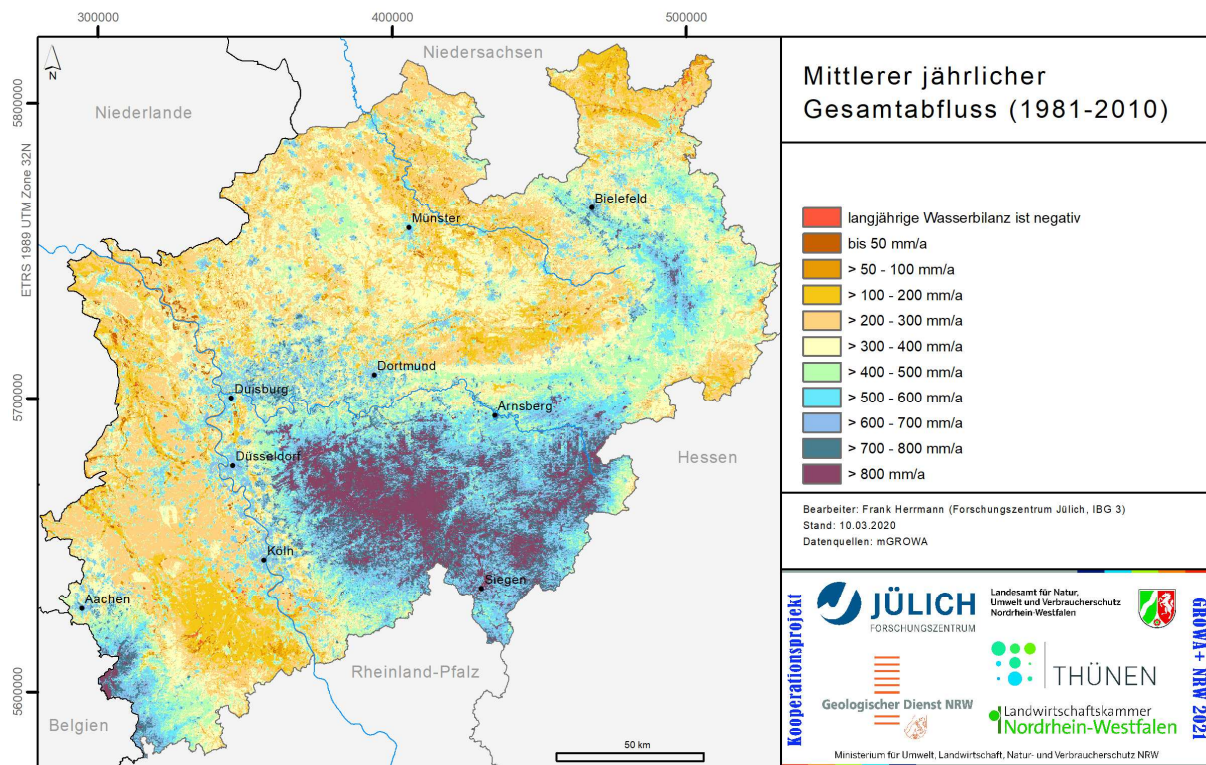 300000
400000
500000
5800000
5700000
5600000
ETRS 1989 UTM Zone 32N
N
Niederlande
Niedersachsen
Hessen
Rheinland-Pfalz
Belgien
Bielefeld
Münster
Dortmund
Duisburg
Arnsberg
Düsseldorf
Köln
Siegen
Aachen
50 km
Mittlerer jährlicher
Gesamtabfluss (1981-2010)
langjährige Wasserbilanz ist negativ
bis 50 mm/a
> 50 - 100 mm/a
> 100 - 200 mm/a
> 200 - 300 mm/a
> 300 - 400 mm/a
> 400 - 500 mm/a
> 500 - 600 mm/a
> 600 - 700 mm/a
> 700 - 800 mm/a
> 800 mm/a
Bearbeiter: Frank Herrmann (Forschungszentrum Jülich, IBG 3)
Stand: 10.03.2020
Datenquellen: mGROWA
Kooperationsprojekt
JÜLICH
FORSCHUNGSZENTRUM
Landesamt für Natur,
Umwelt und Verbraucherschutz
Nordrhein-Westfalen
Geologischer Dienst NRW
THÜNEN
Landwirtschaftskammer
Nordrhein-Westfalen
GROWA+ NRW 2021
Ministerium für Umwelt, Landwirtschaft, Natur- und Verbraucherschutz NRW